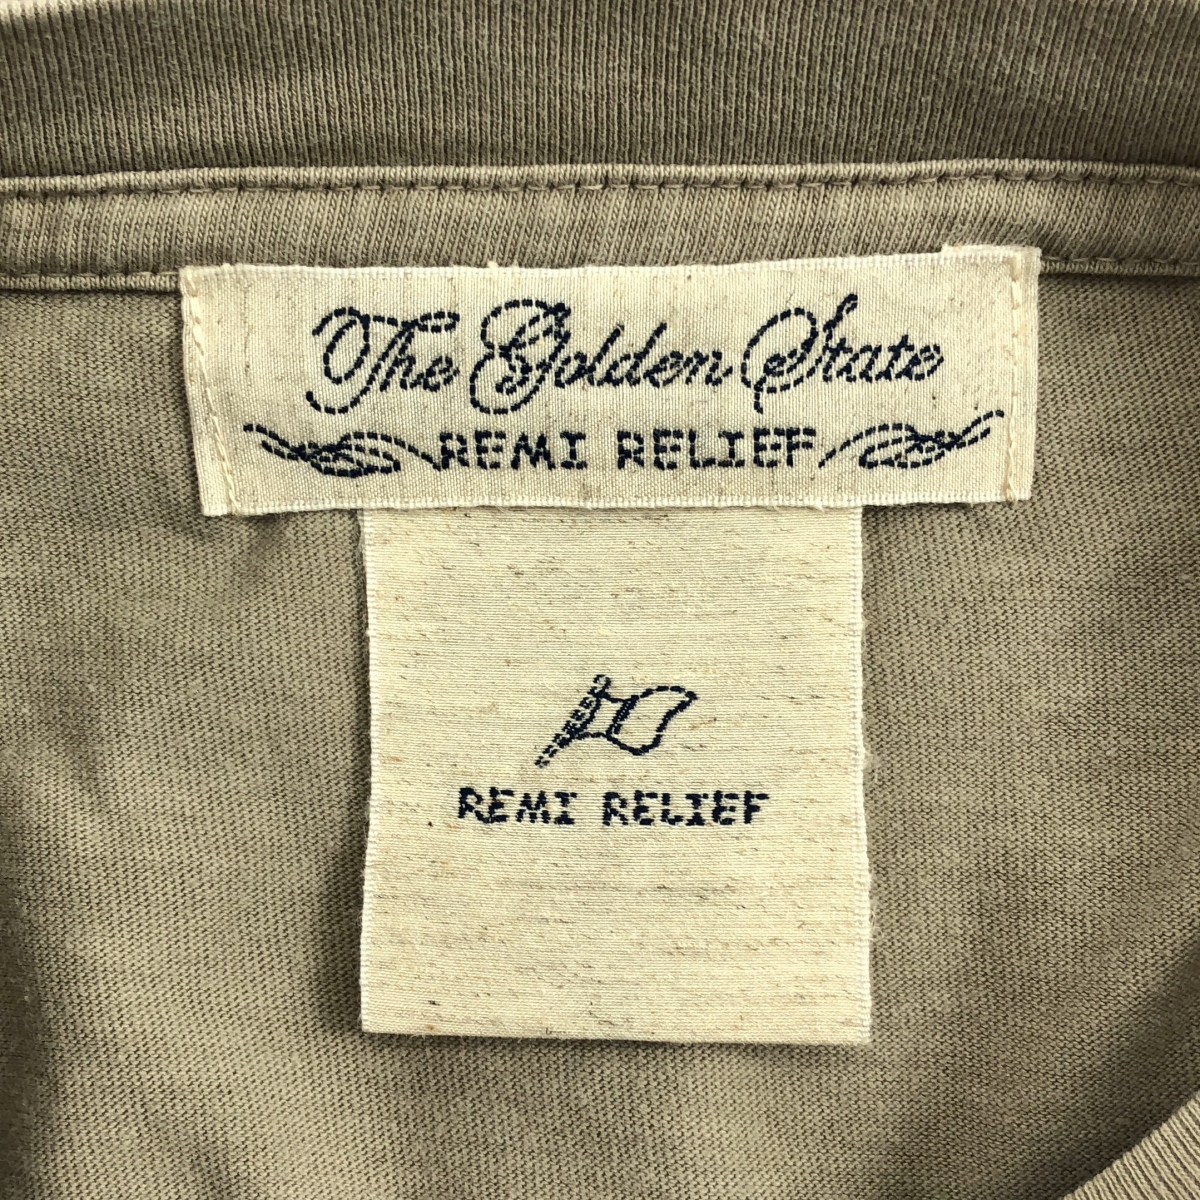 The Golden State
REMI RELIEF
REMI RELIEF